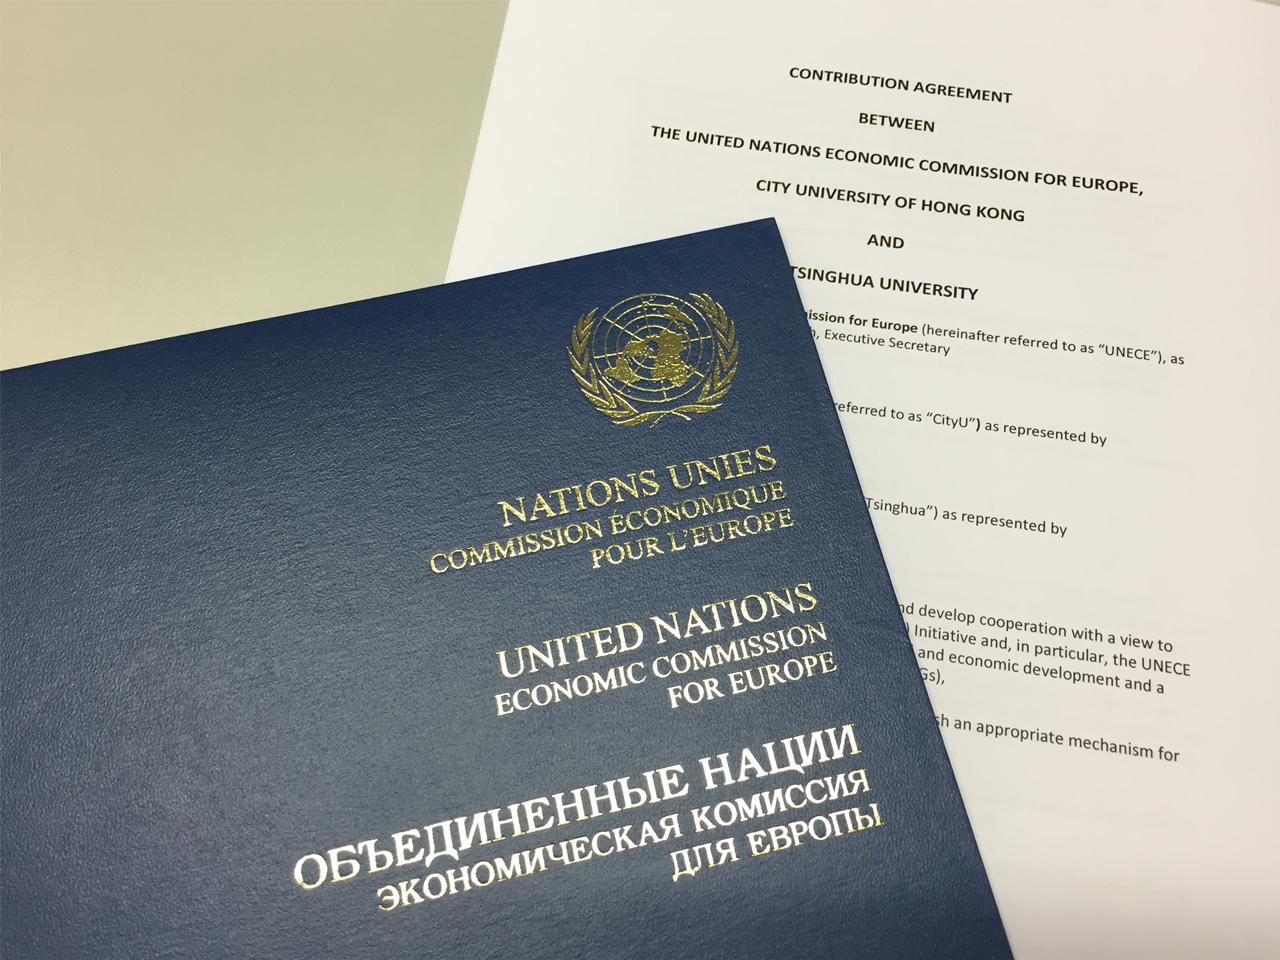 CONTRIBUTION AGREEMENT
BETWEEN
THE UNITED NATIONS ECONOMIC COMMISSION FOR EUROPE,
CITY UNIVERSITY OF HONG KONG
AND
TSINGHUA UNIVERSITY
for Europe (hereinafter referred to as “UNECE”), as
, Executive Secretary
referred to as “CityU”) as represented by
Tsinghua”) as represented by
develop cooperation with a view to
) Initiative and, in particular, the UNECE
and economic development and a
),
an appropriate mechanism for
NATIONS UNIES
COMMISSION ÉCONOMIQUE
POUR L'EUROPE
UNITED NATIONS
ECONOMIC COMMISSION
FOR EUROPE
ОБЪЕДИНЕННЫЕ НАЦИИ
ЭКОНОМИЧЕСКАЯ КОМИССИЯ
ДЛЯ ЕВРОПЫ